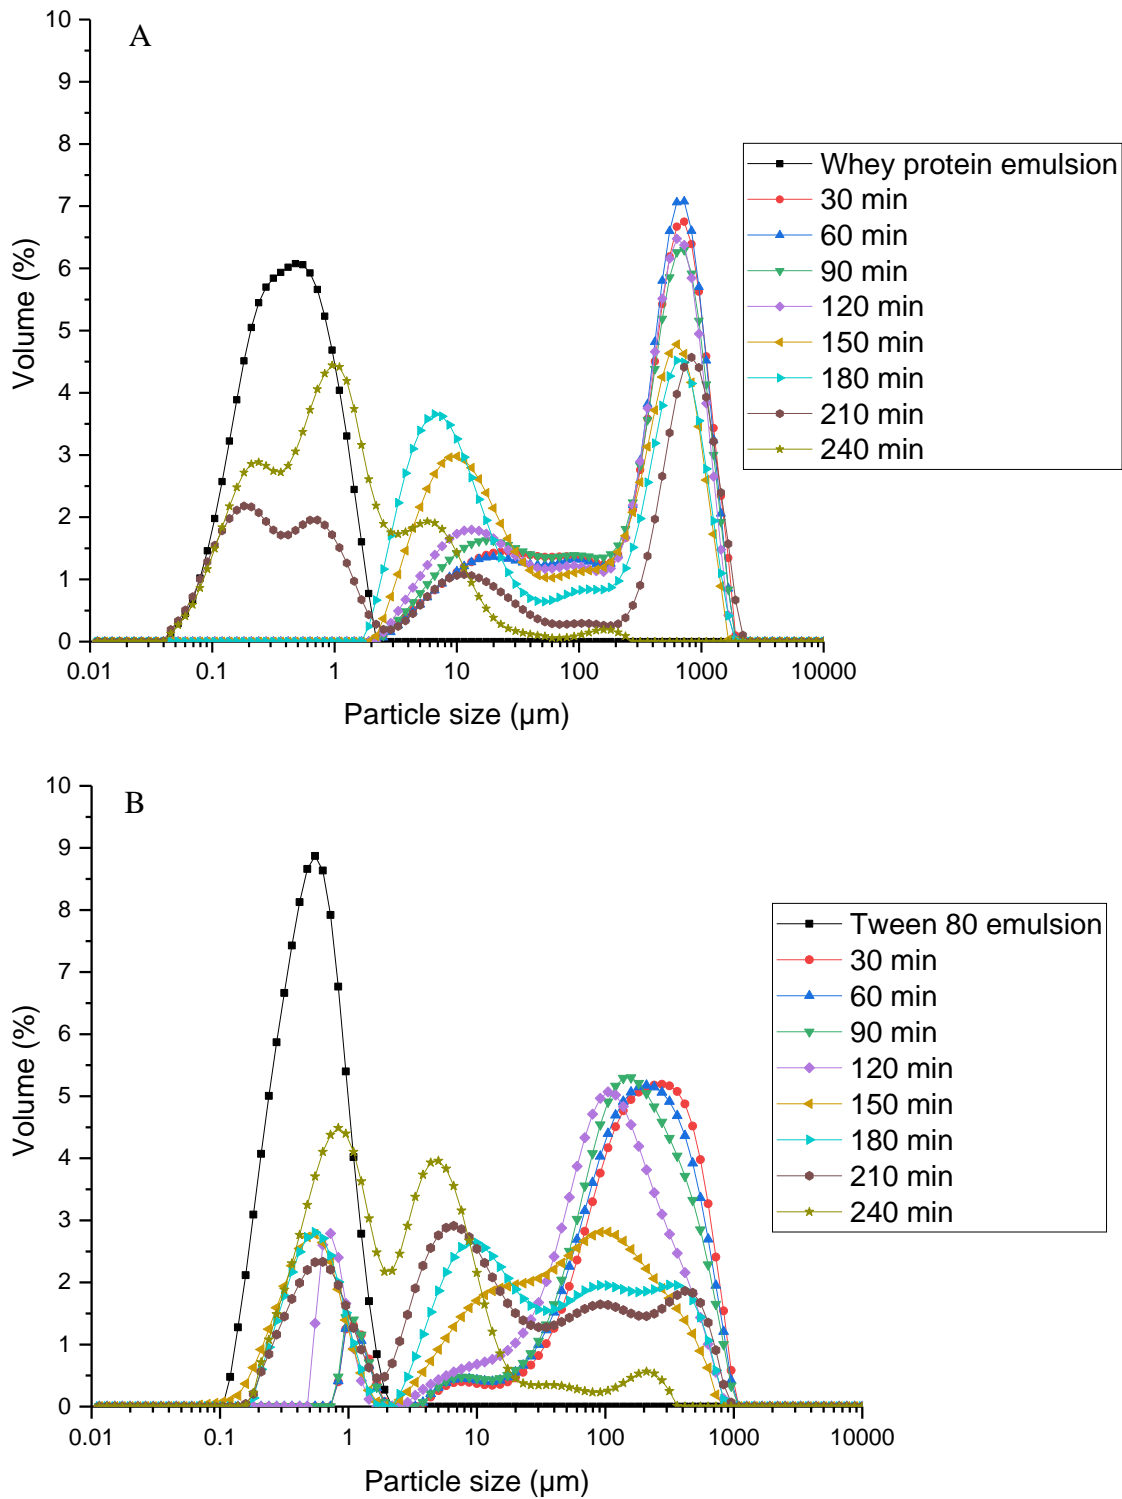 A
10
9
8
7
6
5
4
3
2
1
0
Volume (%)
0.01 0.1 1 10 100 1000 10000
Particle size (µm)
Whey protein emulsion
30 min
60 min
90 min
120 min
150 min
180 min
210 min
240 min
B
10
9
8
7
6
5
4
3
2
1
0
Volume (%)
0.01 0.1 1 10 100 1000 10000
Particle size (µm)
Tween 80 emulsion
30 min
60 min
90 min
120 min
150 min
180 min
210 min
240 min